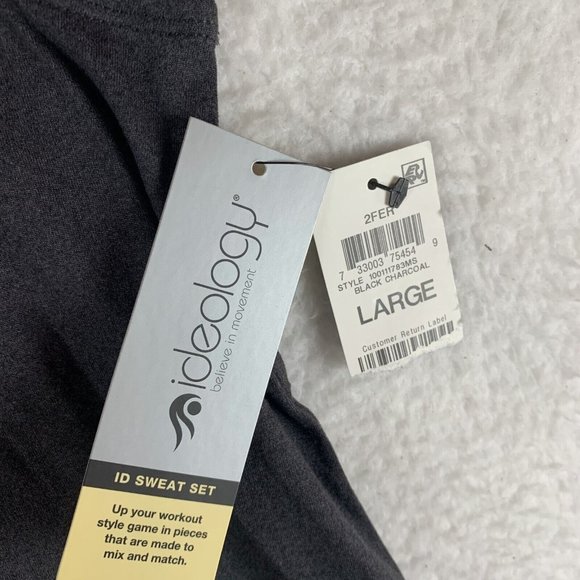 ideology®
believe in movement
ID SWEAT SET
Up your workout
style game in pieces
that are made to
mix and match.
2FEH
7 33003 75454 9
STYLE 100111783MS
BLACK CHARCOAL
LARGE
Customer Return Label